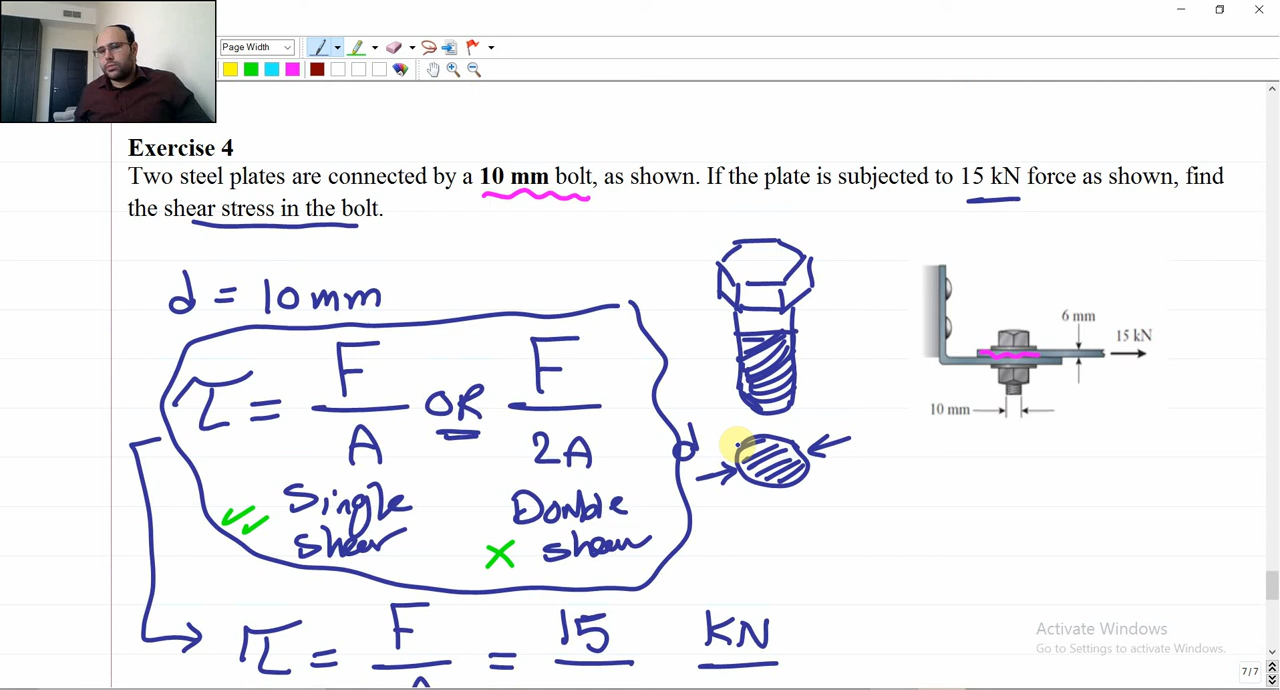 Page Width
Exercise 4
Two steel plates are connected by a 10 mm bolt, as shown. If the plate is subjected to 15 kN force as shown, find
the shear stress in the bolt.
d = 10mm
τ = F/A OR F/2A
Single shear
Double shear
d
6 mm
15 kN
10 mm
τ = F/A = 15 KN
Activate Windows
Go to Settings to activate Windows.
7/7